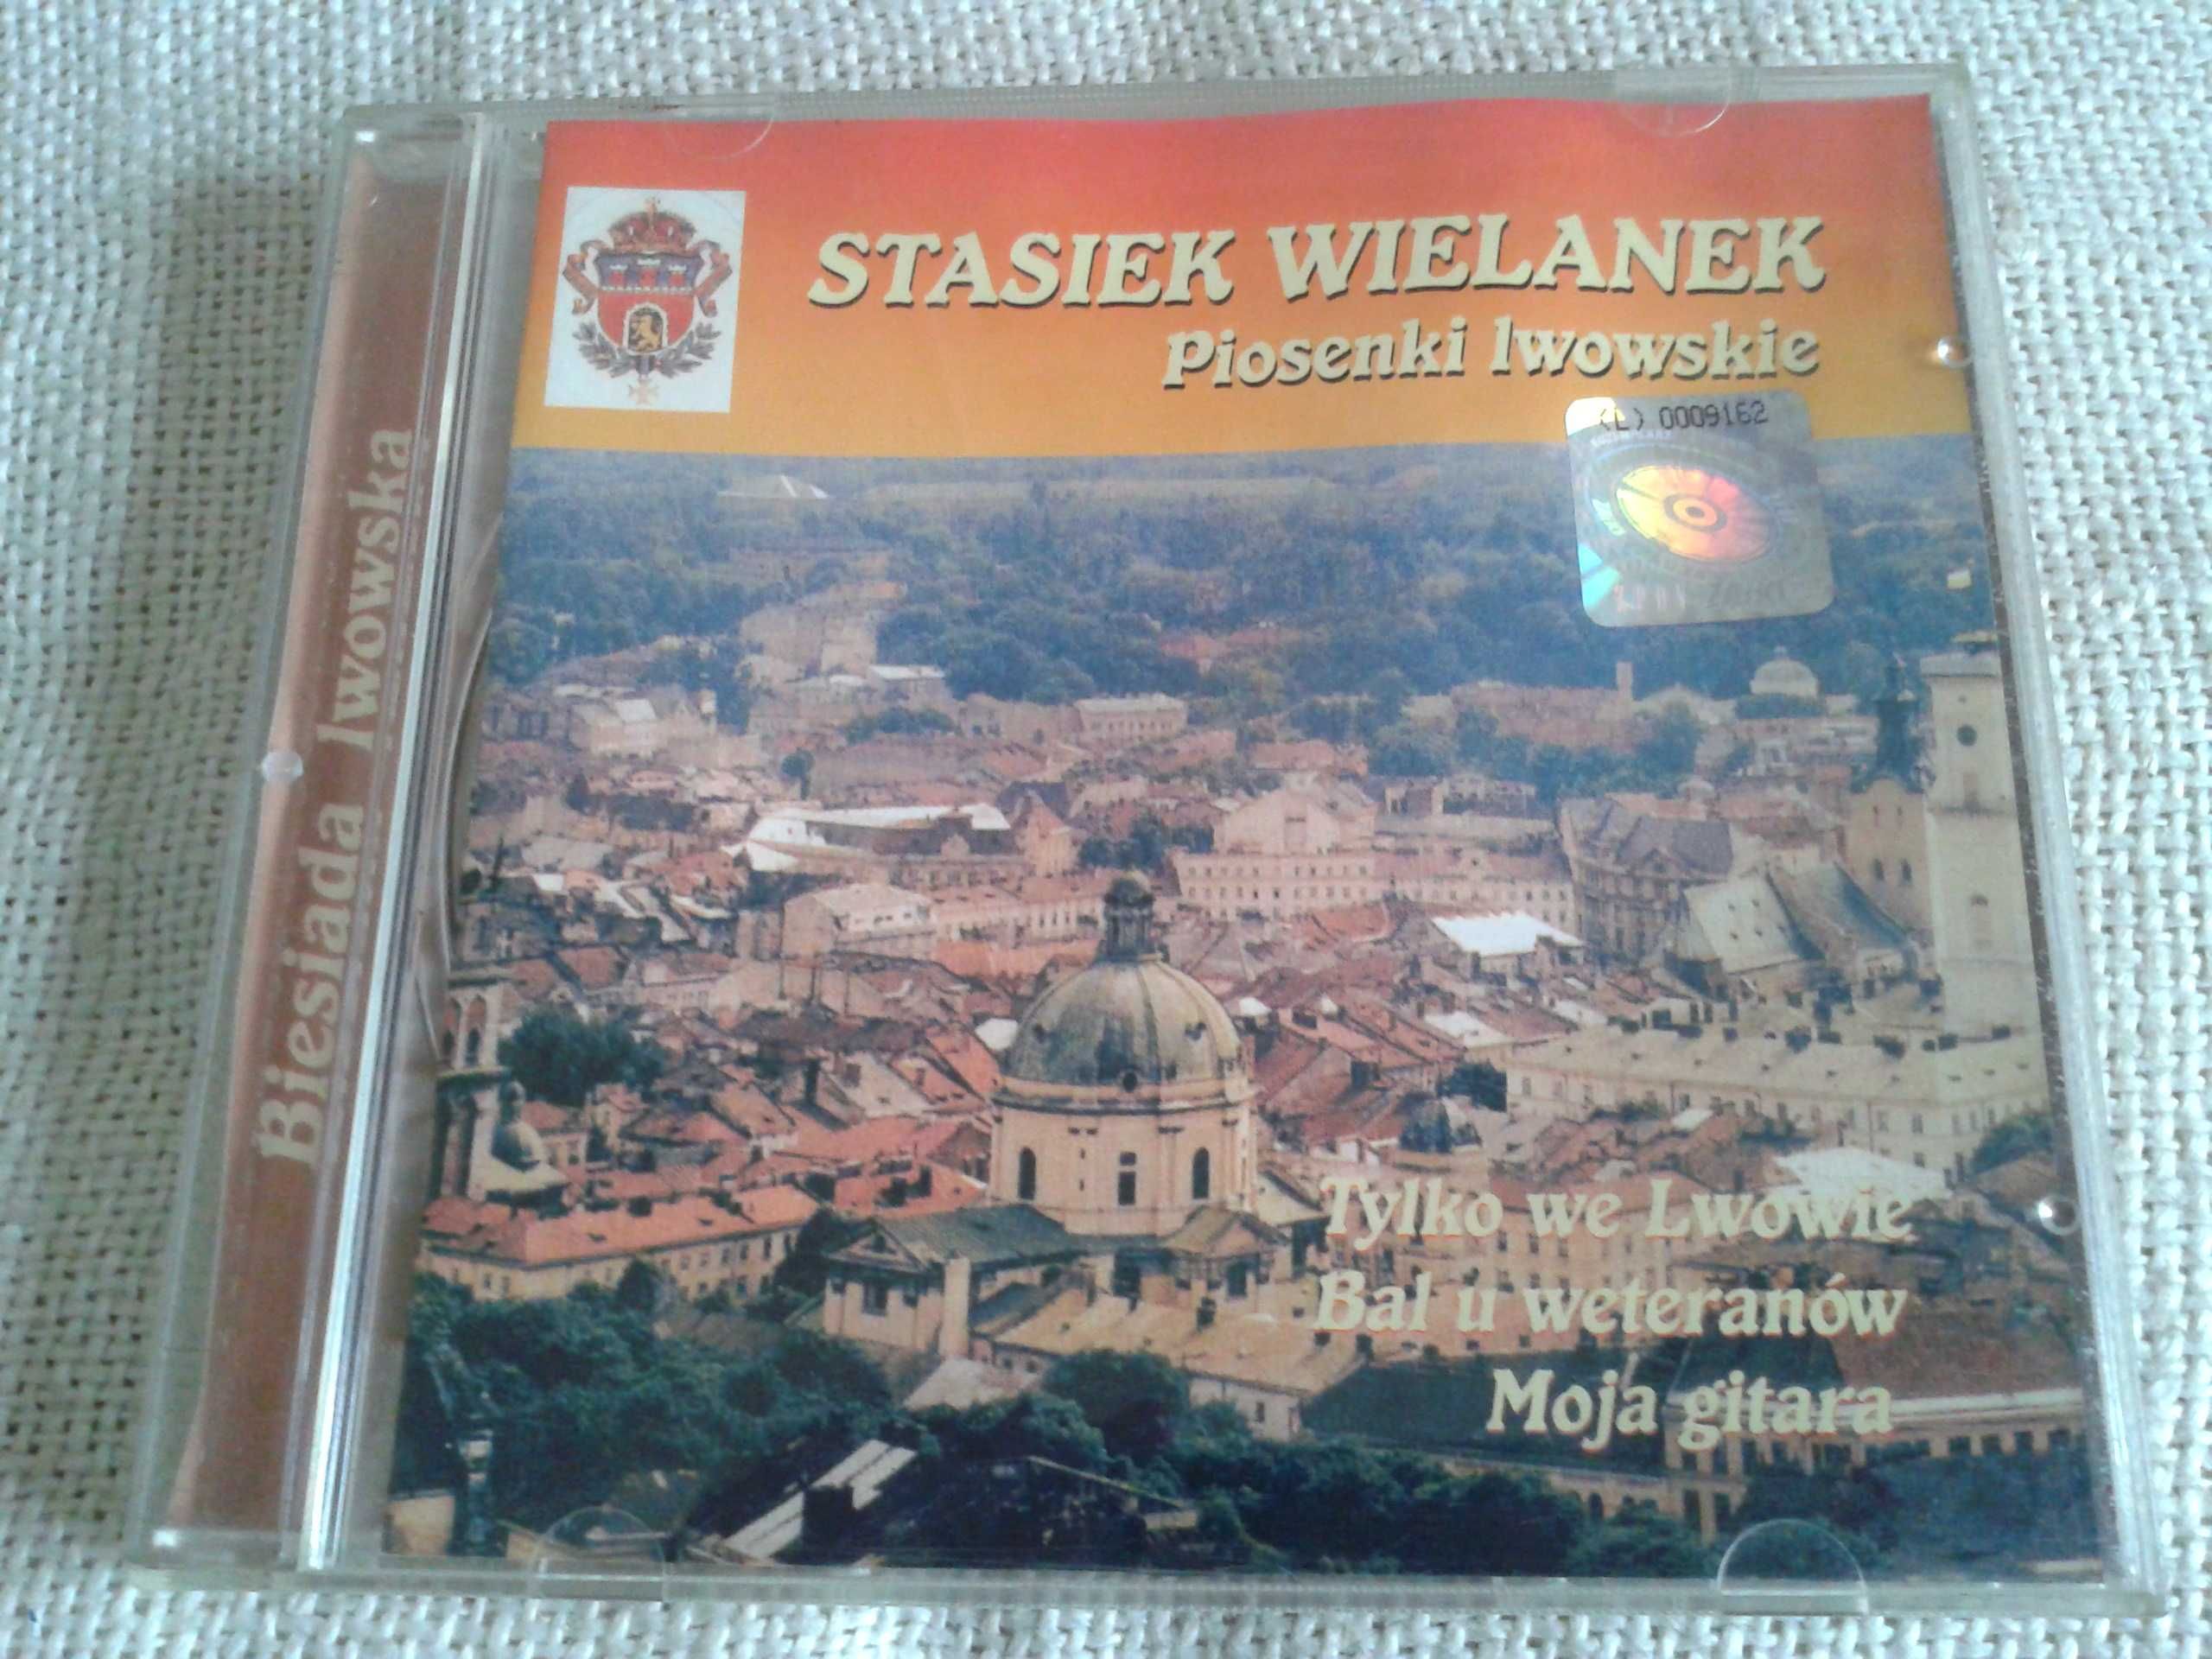 STASIEK WIELANEK
Piosenki lwowskie
(L) 0009162
Biesiada lwowska
Tylko we Lwowie
Bal u weteranów
Moja gitara